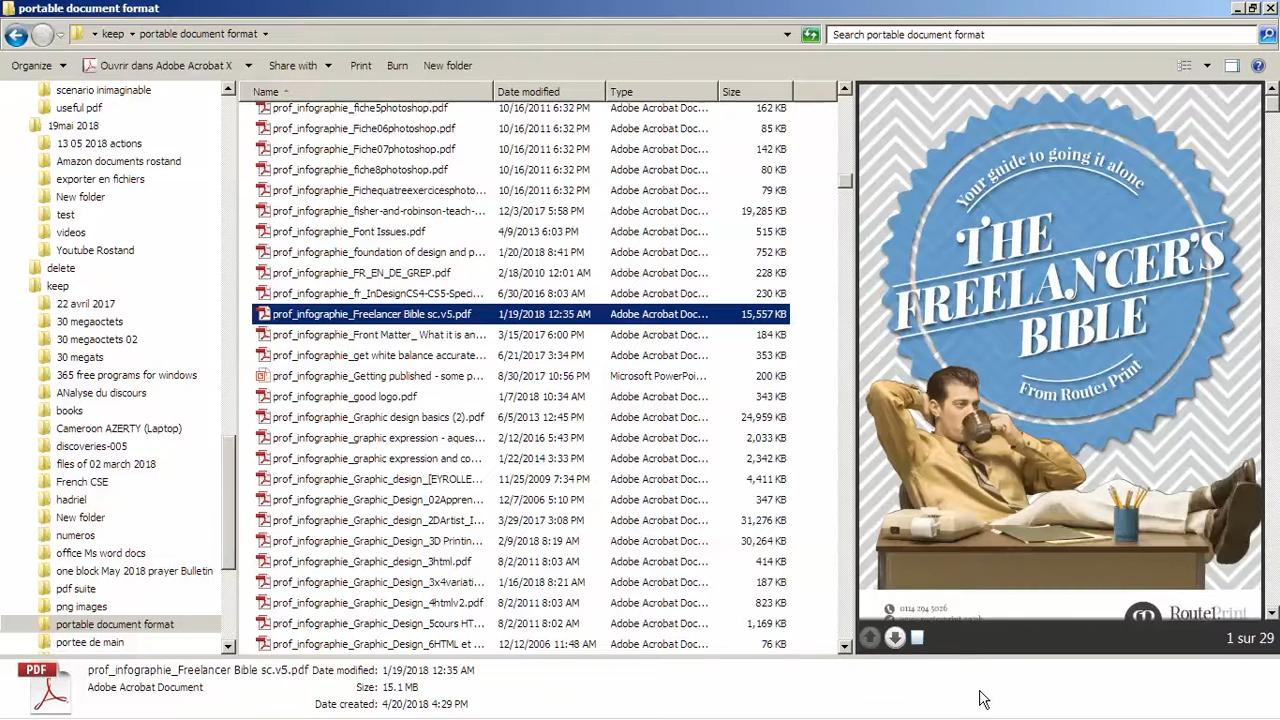 portable document format
keep portable document format
Search portable document format
Organize Ouvrir dans Adobe Acrobat X Share with Print Burn New folder
scenario inimaginable
useful pdf
19mai 2018
13 05 2018 actions
Amazon documents rostand
exporter en fichiers
New folder
test
videos
Youtube Rostand
delete
keep
22 avril 2017
30 megaoctets
30 megaoctets 02
30 megats
365 free programs for windows
ANalyse du discours
books
Cameroon AZERTY (Laptop)
discoveries-005
files of 02 march 2018
French CSE
hadriel
New folder
numeros
office Ms word docs
one block May 2018 prayer Bulletin
pdf suite
png images
portable document format
portee de main
Name Date modified Type Size
prof_infographie_fiche5photoshop.pdf 10/16/2011 6:32 PM Adobe Acrobat Doc... 162 KB
prof_infographie_Fiche06photoshop.pdf 10/16/2011 6:32 PM Adobe Acrobat Doc... 85 KB
prof_infographie_Fiche07photoshop.pdf 10/16/2011 6:32 PM Adobe Acrobat Doc... 142 KB
prof_infographie_fiche8photoshop.pdf 10/16/2011 6:32 PM Adobe Acrobat Doc... 80 KB
prof_infographie_Fichequatreexercicesphoto... 10/16/2011 6:32 PM Adobe Acrobat Doc... 79 KB
prof_infographie_fisher-and-robinson-teach-... 12/3/2017 5:58 PM Adobe Acrobat Doc... 19,285 KB
prof_infographie_Font Issues.pdf 4/9/2013 6:03 PM Adobe Acrobat Doc... 515 KB
prof_infographie_foundation of design and p... 1/20/2018 8:41 PM Adobe Acrobat Doc... 752 KB
prof_infographie_FR_EN_DE_GREP.pdf 2/18/2010 12:01 AM Adobe Acrobat Doc... 228 KB
prof_infographie_fr_InDesignCS4-CS5-Speci... 6/30/2016 8:03 AM Adobe Acrobat Doc... 230 KB
prof_infographie_Freelancer Bible sc.v5.pdf 1/19/2018 12:35 AM Adobe Acrobat Doc... 15,557 KB
prof_infographie_Front Matter_ What it is an... 3/15/2017 6:00 PM Adobe Acrobat Doc... 184 KB
prof_infographie_get white balance accurate... 6/21/2017 3:34 PM Adobe Acrobat Doc... 353 KB
prof_infographie_Getting published - some p... 8/30/2017 10:56 PM Microsoft PowerPoi... 200 KB
prof_infographie_good logo.pdf 1/7/2018 10:34 AM Adobe Acrobat Doc... 343 KB
prof_infographie_Graphic design basics (2).pdf 6/5/2013 12:45 PM Adobe Acrobat Doc... 24,959 KB
prof_infographie_graphic expression - aques... 2/12/2016 5:43 PM Adobe Acrobat Doc... 2,033 KB
prof_infographie_graphic expression and co... 1/22/2014 3:33 PM Adobe Acrobat Doc... 2,342 KB
prof_infographie_Graphic_design_[EYROLLE... 11/25/2009 7:34 PM Adobe Acrobat Doc... 4,411 KB
prof_infographie_Graphic_design_02Appren... 12/7/2006 5:10 PM Adobe Acrobat Doc... 347 KB
prof_infographie_Graphic_design_2DArtist_I... 3/29/2017 3:08 PM Adobe Acrobat Doc... 31,276 KB
prof_infographie_Graphic_design_3D Printin... 2/9/2018 8:19 AM Adobe Acrobat Doc... 30,264 KB
prof_infographie_Graphic_design_3html.pdf 8/2/2011 8:03 AM Adobe Acrobat Doc... 414 KB
prof_infographie_Graphic_Design_3x4variati... 1/16/2018 8:21 AM Adobe Acrobat Doc... 187 KB
prof_infographie_Graphic_Design_4htmlv2.pdf 8/2/2011 8:03 AM Adobe Acrobat Doc... 823 KB
prof_infographie_Graphic_Design_5cours HT... 8/2/2011 8:02 AM Adobe Acrobat Doc... 1,169 KB
prof_infographie_Graphic_Design_6HTML et ... 12/12/2006 11:48 AM Adobe Acrobat Doc... 76 KB
Your guide to going it alone
THE
FREELANCER'S
BIBLE
From Route1 Print
0114 294 5026
Route1Print
1 sur 29
PDF
prof_infographie_Freelancer Bible sc.v5.pdf Date modified: 1/19/2018 12:35 AM
Adobe Acrobat Document Size: 15.1 MB
Date created: 4/20/2018 4:29 PM